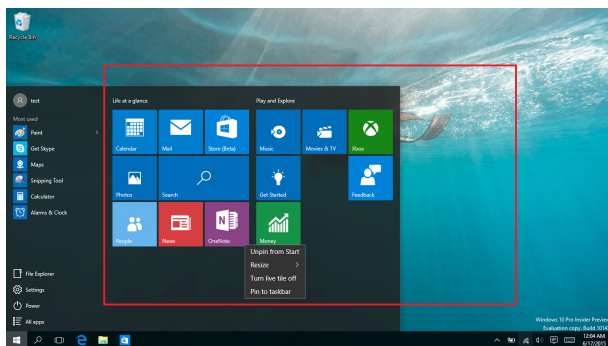 Recycle Bin
test
Most used
Paint
Get Skype
Maps
Snipping Tool
Calculator
Alarms & Clock
File Explorer
Settings
Power
All apps
Life at a glance
Calendar
Mail
Store (Beta)
Photos
Search
People
News
OneNote
Play and Explore
Music
Movies & TV
Xbox
Get Started
Feedback
Money
Unpin from Start
Resize
Turn live tile off
Pin to taskbar
Windows 10 Pro Insider Preview
Evaluation copy. Build 1014
12:04 AM
6/17/2015